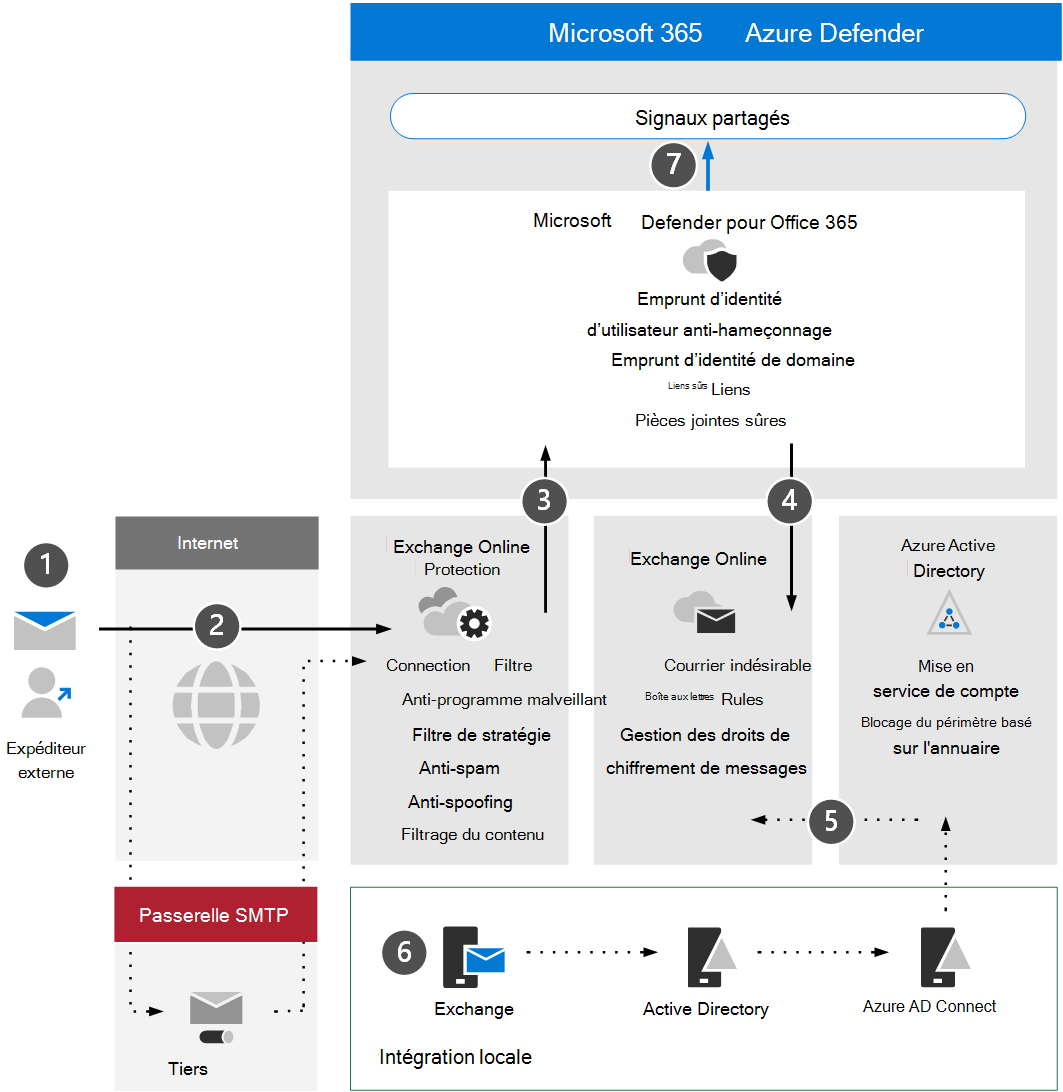 Microsoft 365 Azure Defender
Signaux partagés
7
Microsoft Defender pour Office 365
Emprunt d’identité
d’utilisateur anti-hameçonnage
Emprunt d’identité de domaine
Liens sûrs Liens
Pièces jointes sûres
3
4
1
Expéditeur
externe
Internet
2
Exchange Online
Protection
Connection Filtre
Anti-programme malveillant
Filtre de stratégie
Anti-spam
Anti-spoofing
Filtrage du contenu
Exchange Online
Courrier indésirable
Boîte aux lettres Rules
Gestion des droits de
chiffrement de messages
Azure Active
Directory
Mise en
service de compte
Blocage du périmètre basé
sur l'annuaire
5
Passerelle SMTP
Tiers
6
Exchange
Active Directory
Azure AD Connect
Intégration locale